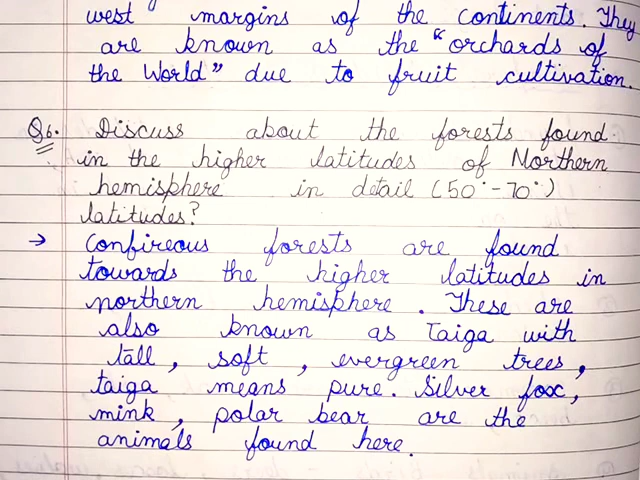 west margins of the continents. They
are known as the "orchards of
the World" due to fruit cultivation.
Q6. Discuss about the forests found
in the higher latitudes of Northern
hemisphere in detail (50°-70°)
latitudes?
→ Confireous forests are found
towards the higher latitudes in
northern hemisphere. These are
also known as Taiga with
tall, soft, evergreen trees,
taiga means pure. Silver fox,
mink, polar bear are the
animals found here.